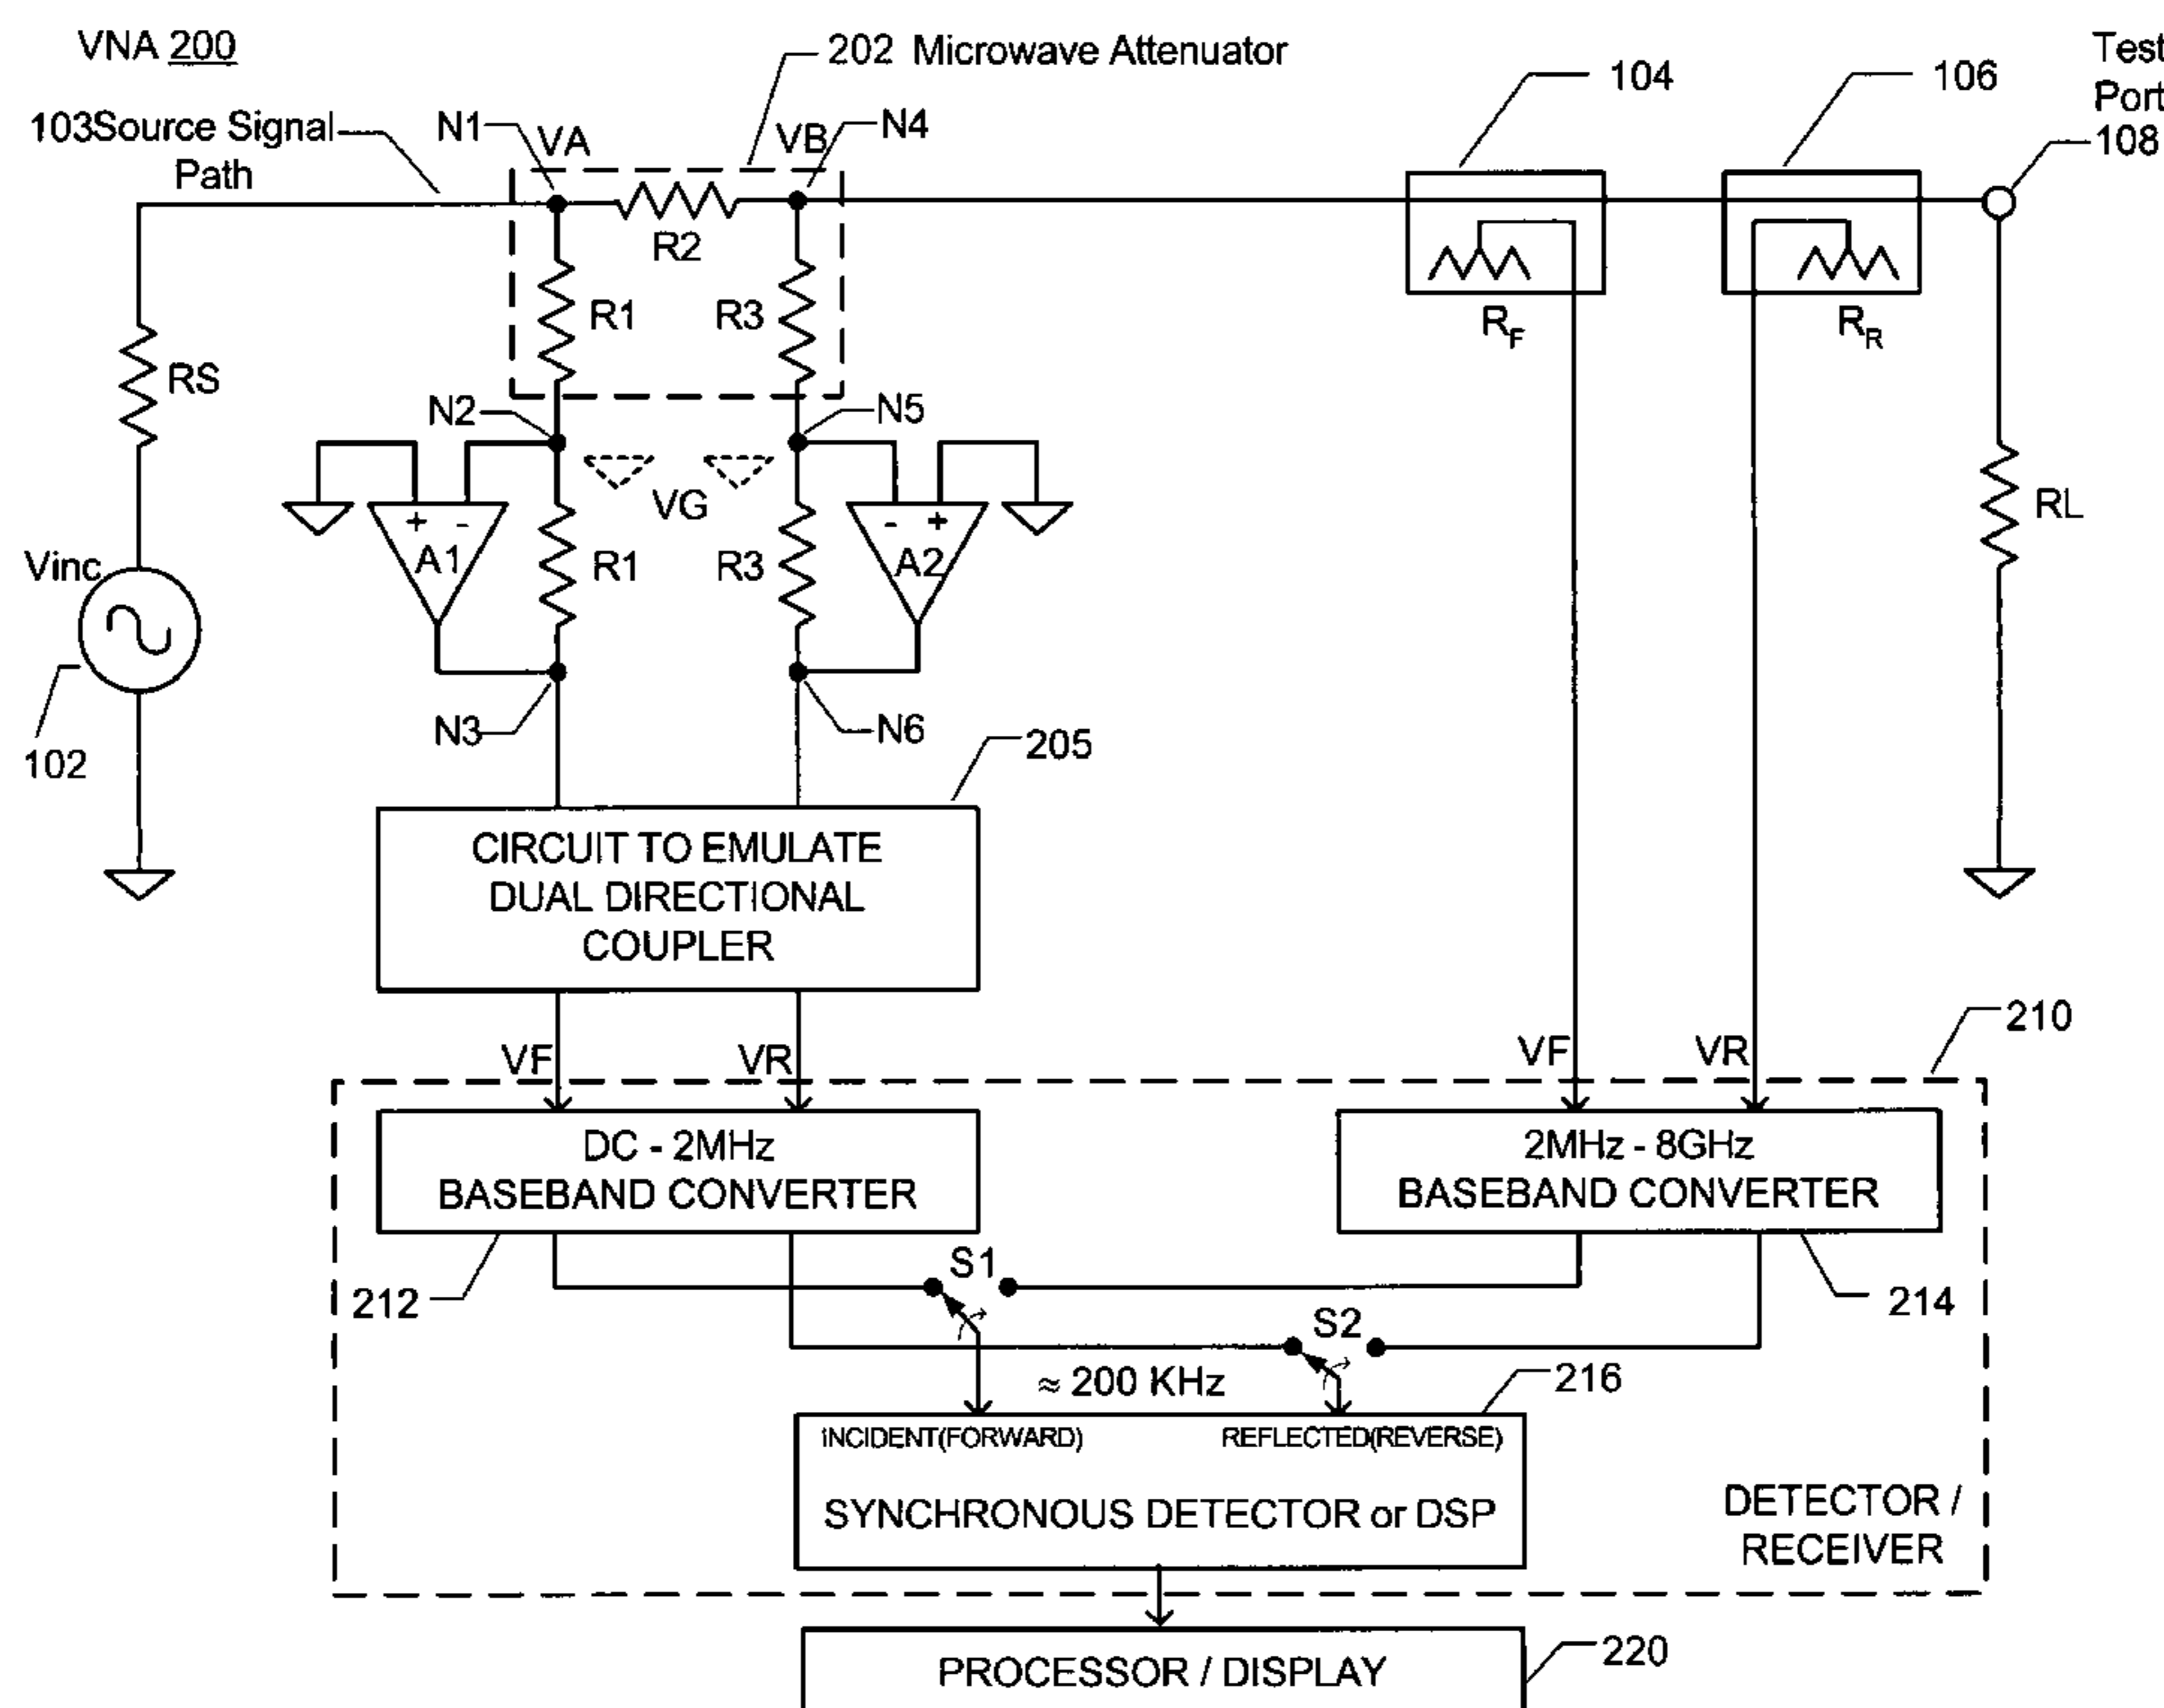 VNA 200
202 Microwave Attenuator
104
106
Test
Port
108
103Source Signal
Path
N1
VA
VB
N4
R2
R1
R3
RF
RR
RS
N2
N5
VG
+ -
A1
R1
R3
- +
A2
RL
Vinc
102
N3
N6
205
CIRCUIT TO EMULATE
DUAL DIRECTIONAL
COUPLER
VF
VR
VF
VR
210
DC - 2MHz
BASEBAND CONVERTER
2MHz - 8GHz
BASEBAND CONVERTER
212
S1
214
S2
≈ 200 KHz
216
INCIDENT(FORWARD)
REFLECTED(REVERSE)
SYNCHRONOUS DETECTOR or DSP
DETECTOR /
RECEIVER
PROCESSOR / DISPLAY
220